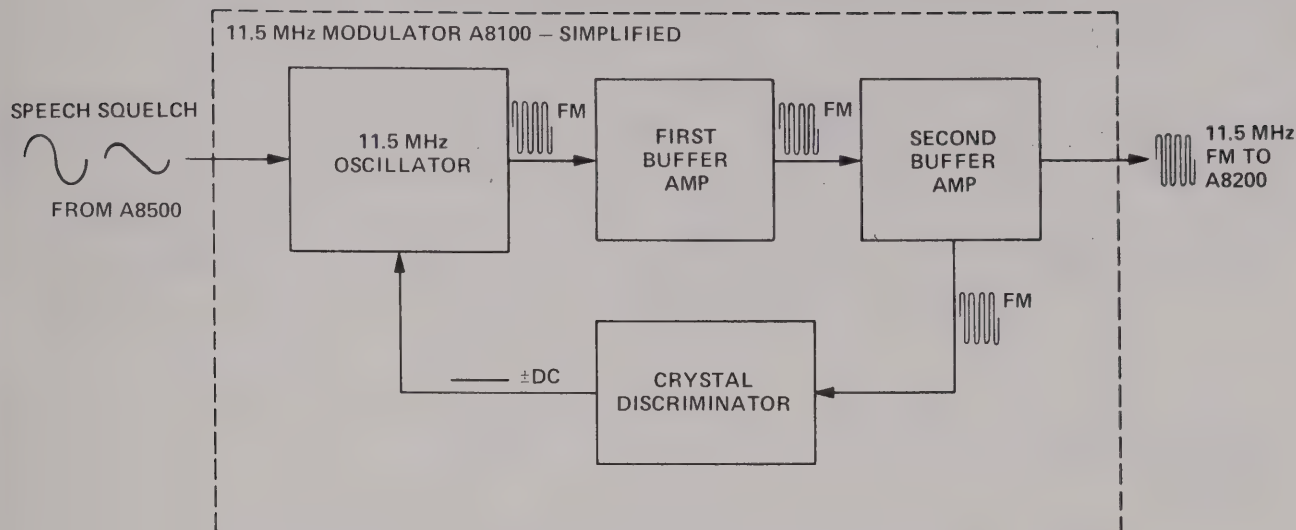 11.5 MHz MODULATOR A8100 – SIMPLIFIED
SPEECH SQUELCH
FROM A8500
11.5 MHz
OSCILLATOR
FM
FIRST
BUFFER
AMP
FM
SECOND
BUFFER
AMP
11.5 MHz
FM TO
A8200
FM
±DC
CRYSTAL
DISCRIMINATOR